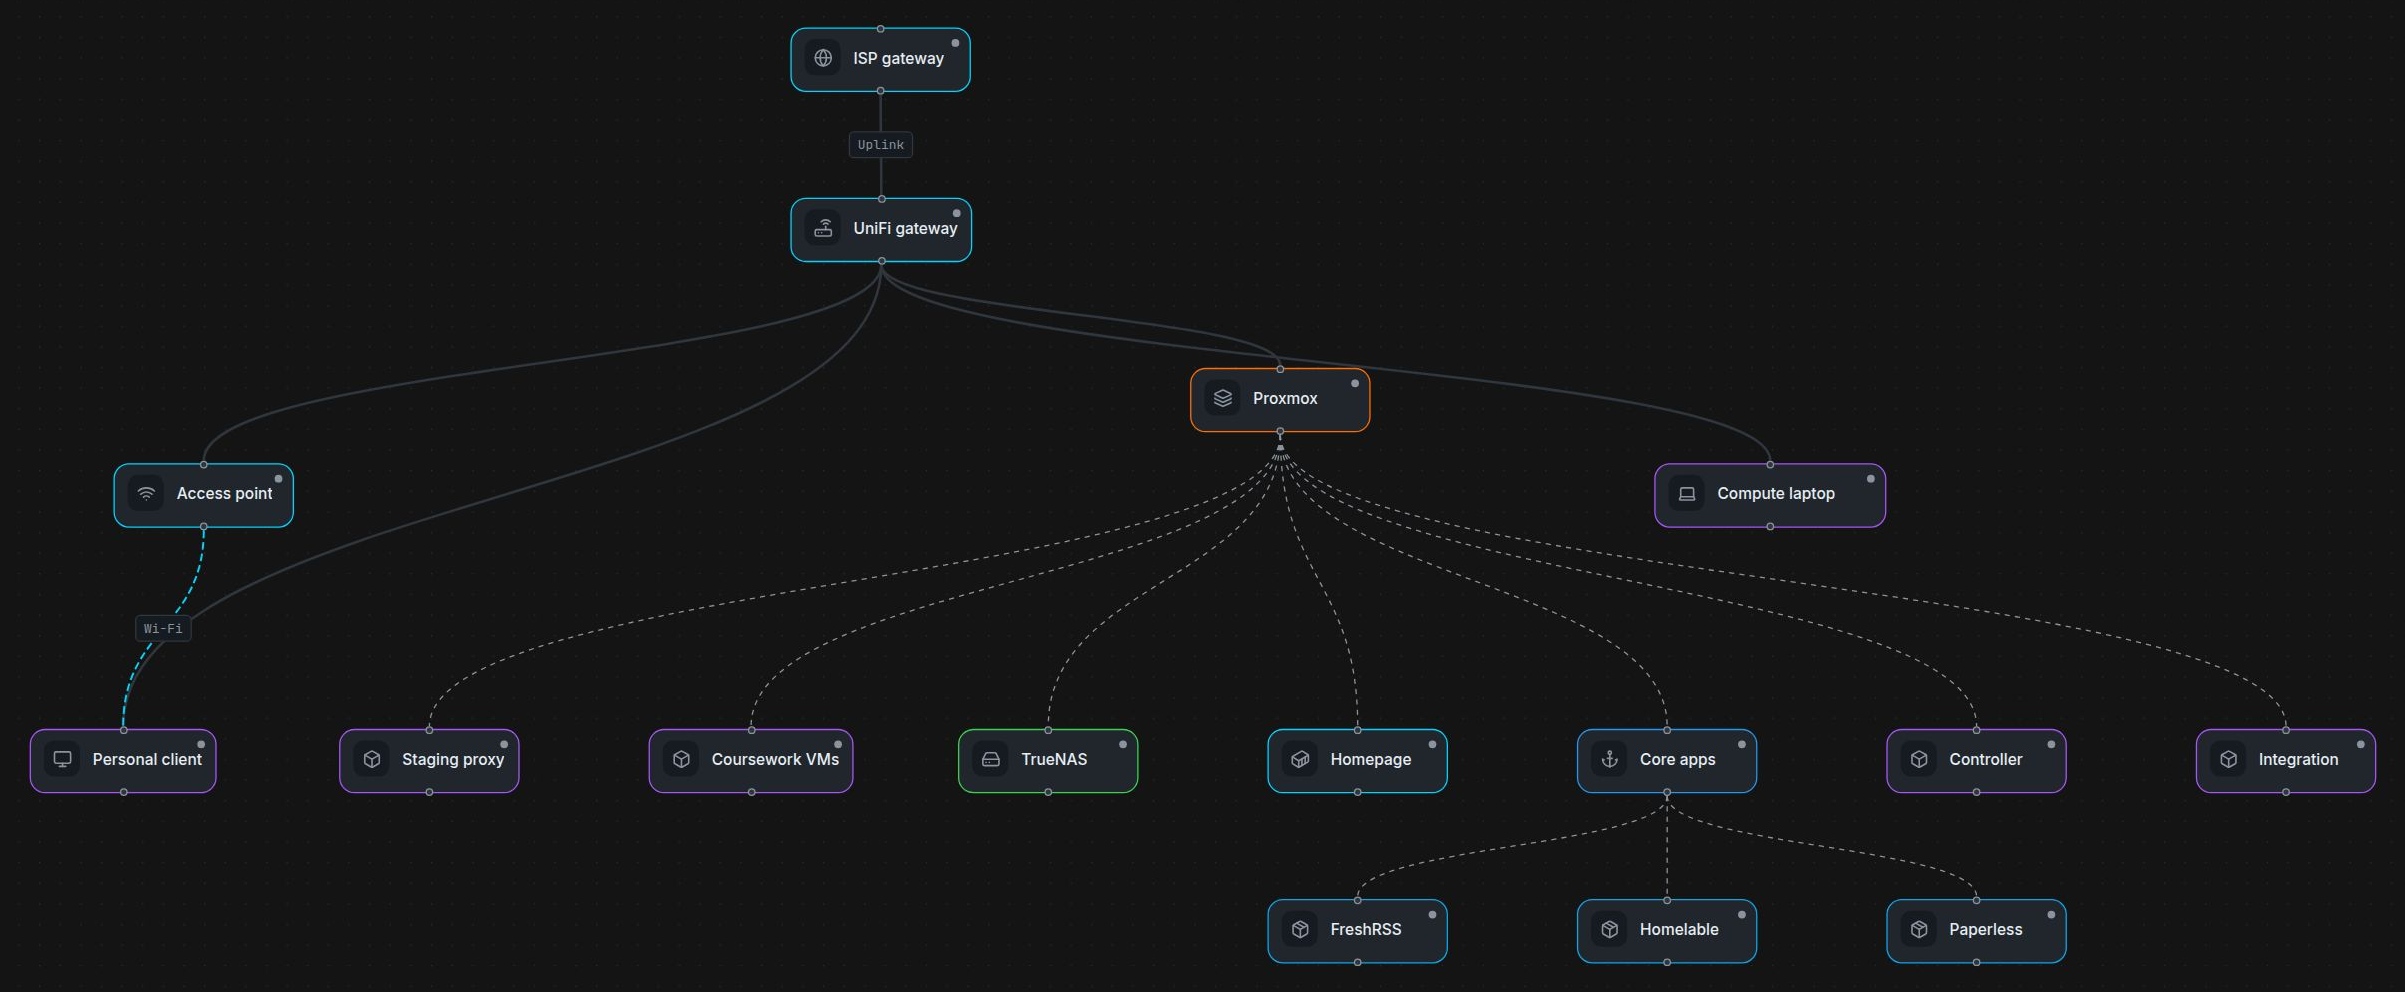 ISP gateway
Uplink
UniFi gateway
Proxmox
Access point
Compute laptop
Wi-Fi
Personal client
Staging proxy
Coursework VMs
TrueNAS
Homepage
Core apps
Controller
Integration
FreshRSS
Homelable
Paperless